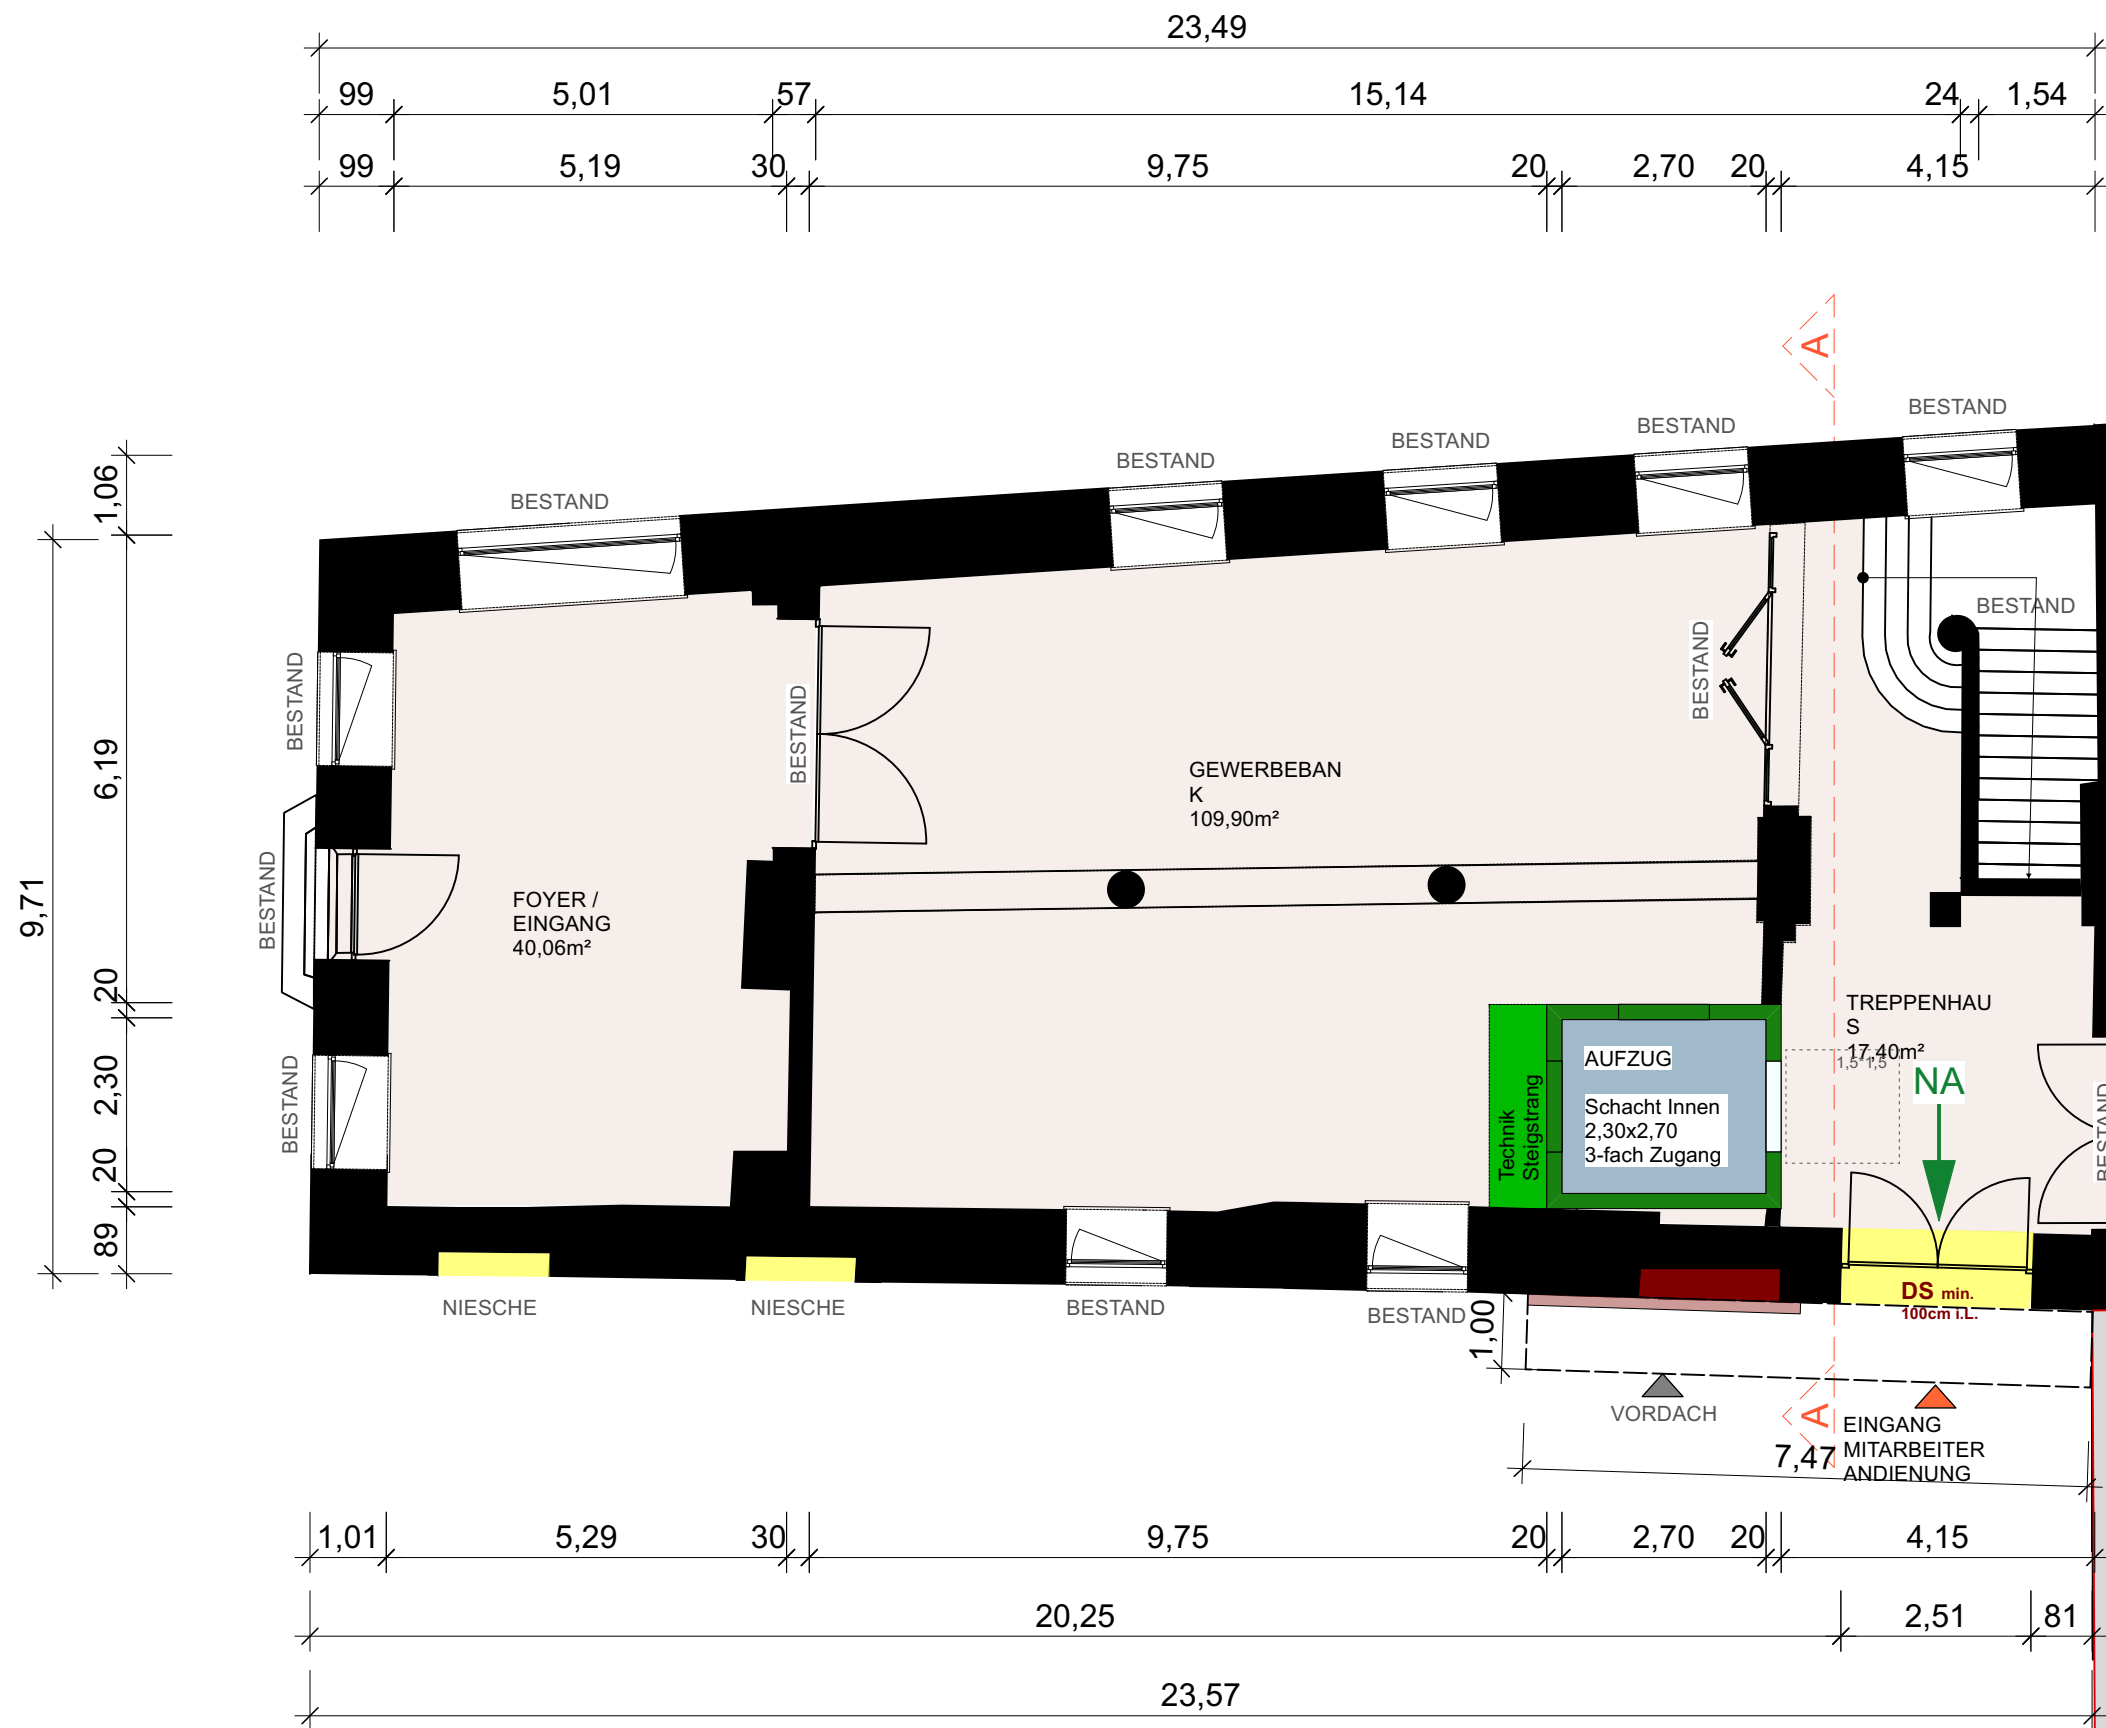 23,49
99 5,01 57 15,14 24 1,54
99 5,19 30 9,75 20 2,70 20 4,15
A
BESTAND
BESTAND
BESTAND
BESTAND
BESTAND
1,06
6,19
20
2,30
20
89
9,71
BESTAND
BESTAND
BESTAND
BESTAND
BESTAND
BESTAND
GEWERBEBAN
K
109,90m²
FOYER /
EINGANG
40,06m²
TREPPENHAU
S
17,40m²
1,5*1,5
NA
AUFZUG
Schacht Innen
2,30x2,70
3-fach Zugang
Technik
Steigstrang
BESTAND
DS min.
100cm i.L.
NIESCHE
NIESCHE
BESTAND
BESTAND
1,00
VORDACH
A
EINGANG
MITARBEITER
ANDIENUNG
7,47
1,01 5,29 30 9,75 20 2,70 20 4,15
20,25 2,51 81
23,57